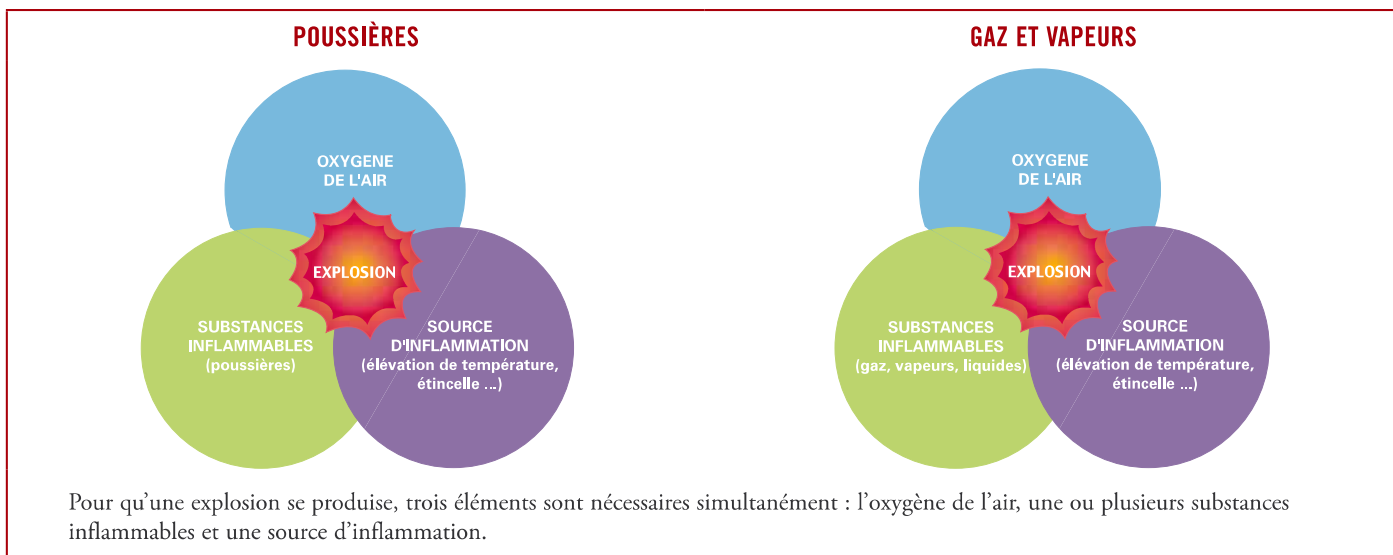 POUSSIÈRES
OXYGENE
DE L'AIR
EXPLOSION
SUBSTANCES
INFLAMMABLES
(poussières)
SOURCE
D'INFLAMMATION
(élévation de température,
étincelle ...)
GAZ ET VAPEURS
OXYGENE
DE L'AIR
EXPLOSION
SUBSTANCES
INFLAMMABLES
(gaz, vapeurs, liquides)
SOURCE
D'INFLAMMATION
(élévation de température,
étincelle ...)
Pour qu’une explosion se produise, trois éléments sont nécessaires simultanément : l’oxygène de l’air, une ou plusieurs substances
inflammables et une source d’inflammation.